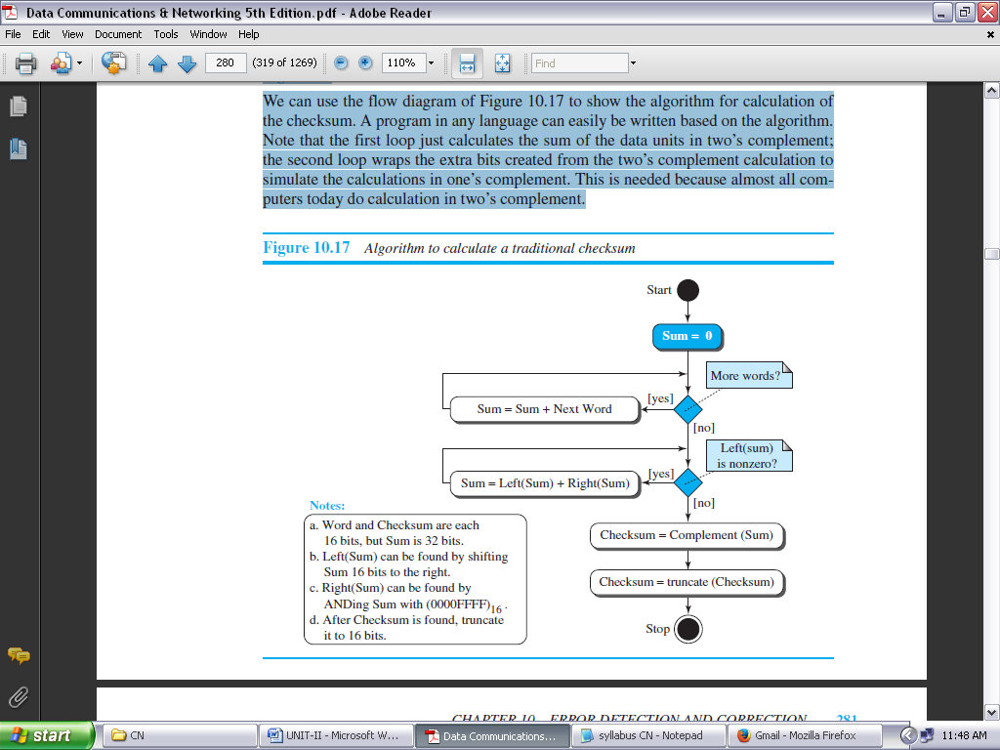 Data Communications & Networking 5th Edition.pdf - Adobe Reader
File Edit View Document Tools Window Help
280 (319 of 1269) 110% Find
We can use the flow diagram of Figure 10.17 to show the algorithm for calculation of
the checksum. A program in any language can easily be written based on the algorithm.
Note that the first loop just calculates the sum of the data units in two’s complement;
the second loop wraps the extra bits created from the two’s complement calculation to
simulate the calculations in one’s complement. This is needed because almost all com-
puters today do calculation in two’s complement.
Figure 10.17 Algorithm to calculate a traditional checksum
Start
Sum = 0
More words?
[yes]
Sum = Sum + Next Word
[no]
Left(sum)
is nonzero?
[yes]
Sum = Left(Sum) + Right(Sum)
[no]
Notes:
a. Word and Checksum are each
16 bits, but Sum is 32 bits.
b. Left(Sum) can be found by shifting
Sum 16 bits to the right.
c. Right(Sum) can be found by
ANDing Sum with (0000FFFF)16 .
d. After Checksum is found, truncate
it to 16 bits.
Checksum = Complement (Sum)
Checksum = truncate (Checksum)
Stop
CHAPTER 10 ERROR DETECTION AND CORRECTION 281
start CN UNIT-II - Microsoft W... Data Communications... syllabus CN - Notepad Gmail - Mozilla Firefox 11:48 AM